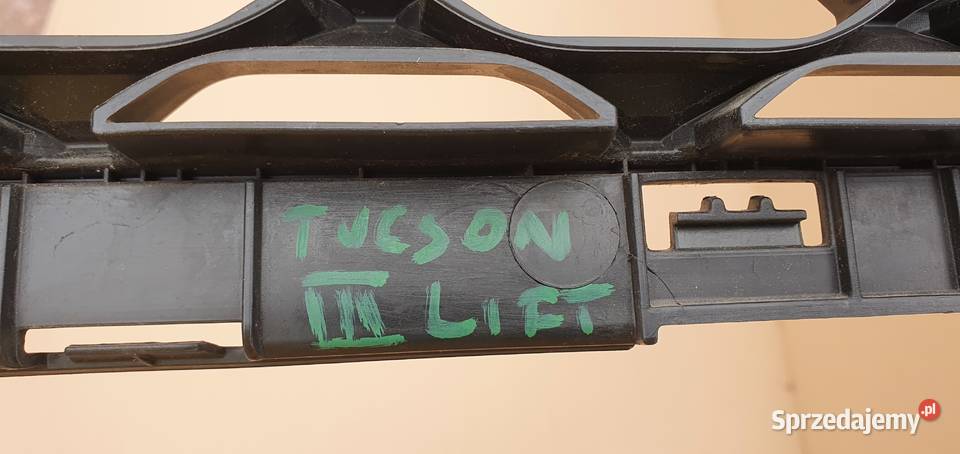 TUCSON
III LIFT
Sprzedajemy.pl